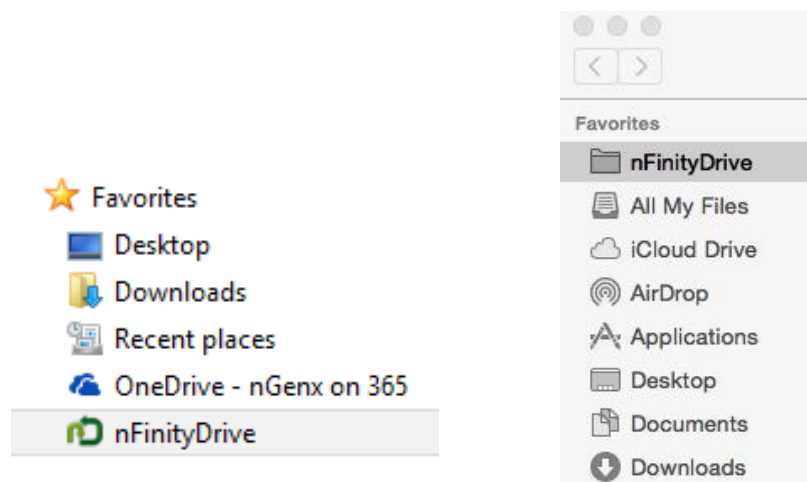 Favorites
Desktop
Downloads
Recent places
OneDrive - nGenx on 365
nFinityDrive
Favorites
nFinityDrive
All My Files
iCloud Drive
AirDrop
Applications
Desktop
Documents
Downloads